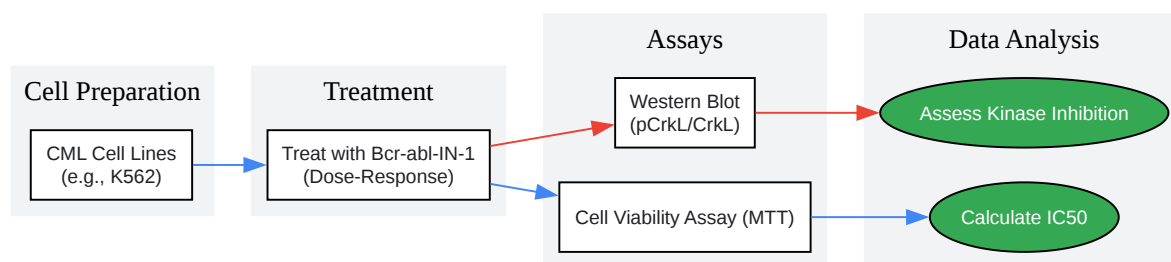 Cell Preparation
CML Cell Lines
(e.g., K562)
Treatment
Treat with Bcr-abl-IN-1
(Dose-Response)
Assays
Western Blot
(pCrkL/CrkL)
Cell Viability Assay (MTT)
Data Analysis
Assess Kinase Inhibition
Calculate IC50